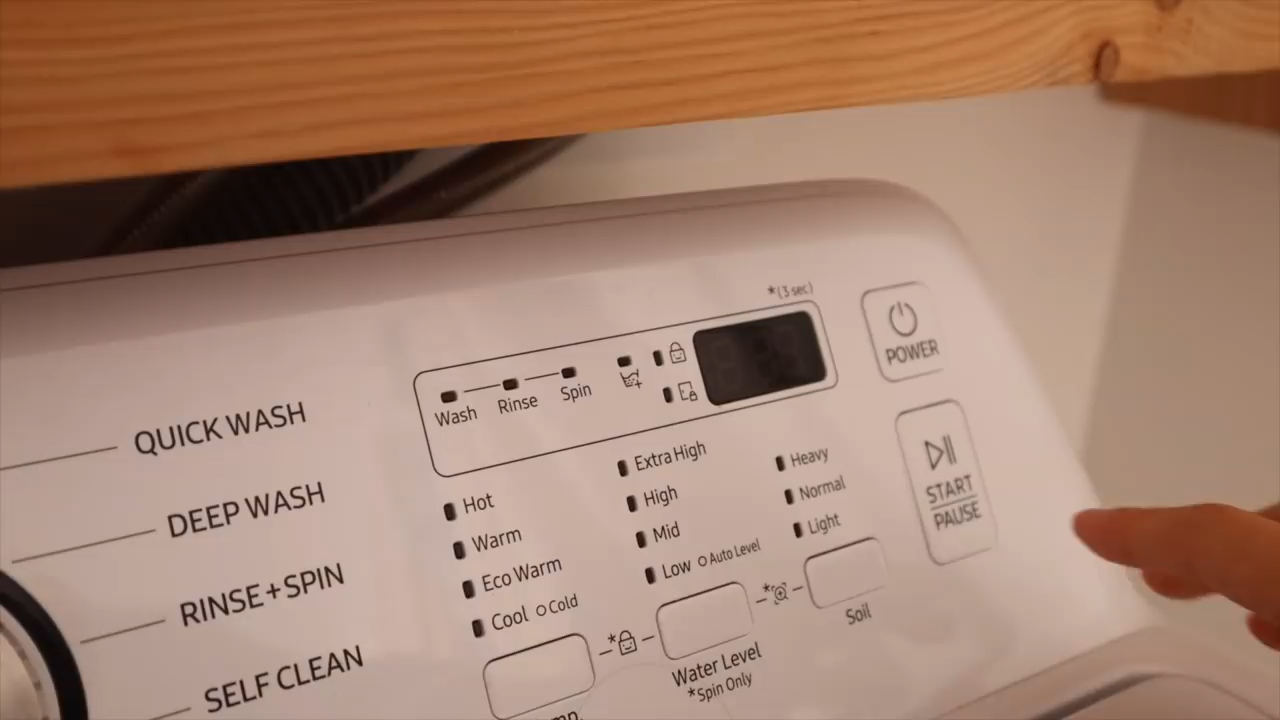 *(3 sec)
POWER
Wash
Rinse
Spin
START
PAUSE
QUICK WASH
DEEP WASH
RINSE+SPIN
SELF CLEAN
Hot
Warm
Eco Warm
Cool
Cold
Extra High
High
Mid
Low
Auto Level
Heavy
Normal
Light
Water Level
*Spin Only
Soil